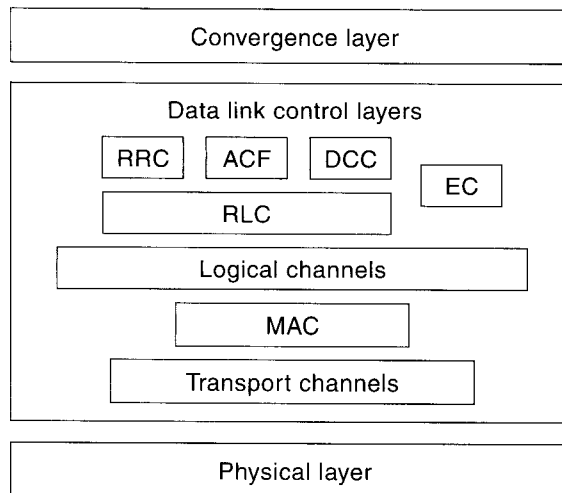 Convergence layer
Data link control layers
RRC ACF DCC
EC
RLC
Logical channels
MAC
Transport channels
Physical layer